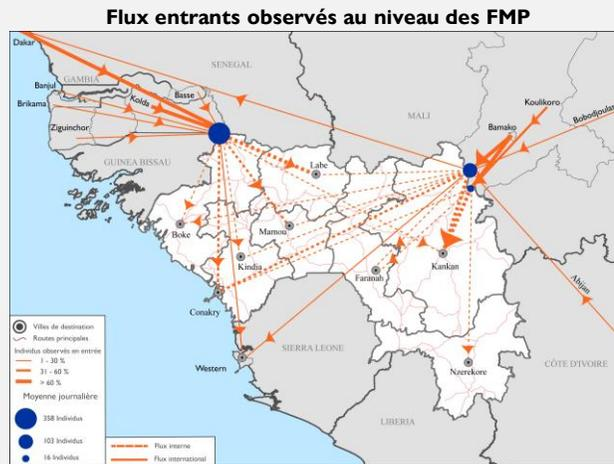 Flux entrants observés au niveau des FMP
Dakar
SENEGAL
GAMBIA
Banjul
Basse
Brikama
Kolda
Ziguinchor
GUINEA BISSAU
MALI
Koulikoro
Bamako
Bobodjoulas
Labe
Boke
Mamou
Kindia
Conakry
Faranah
Kankan
Abijan
Western
SIERRA LEONE
Nzerekore
CÔTE D'IVOIRE
LIBERIA
Villes de destination
Routes principales
Individus observés en entrée
1 - 30 %
31 - 60 %
> 60 %
Moyenne journalière
358 Individus
103 Individus
16 Individus
Flux interne
Flux international